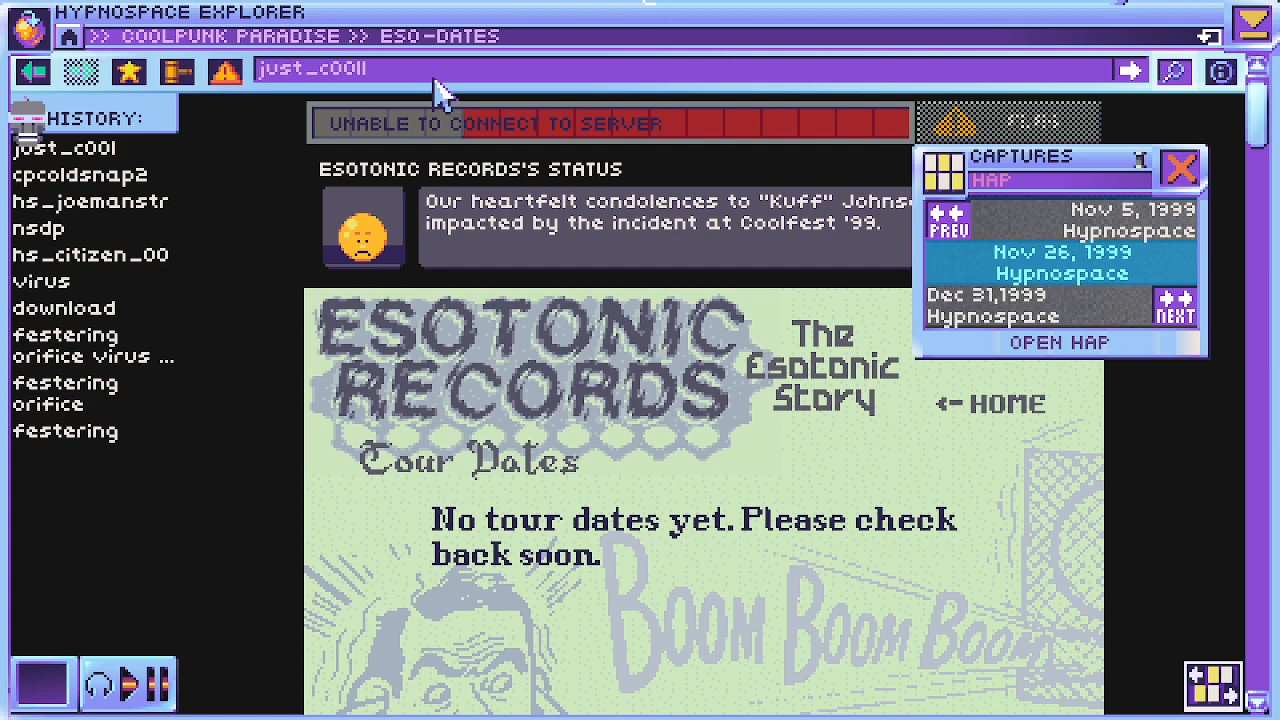 HYPNOSPACE EXPLORER
>> COOLPUNK PARADISE >> ESO-DATES
just_c00ll
HISTORY:
just_c00l
cpcoldsnap2
hs_joemanstr
nsdp
hs_citizen_00
virus
download
festering
orifice virus ...
festering
orifice
festering
UNABLE TO CONNECT TO SERVER
ESOTONIC RECORDS'S STATUS
Our heartfelt condolences to "Kuff" Johns
impacted by the incident at Coolfest '99.
CAPTURES
HAP
PREV
Nov 5, 1999
Hypnospace
Nov 26, 1999
Hypnospace
Dec 31,1999
Hypnospace
NEXT
OPEN HAP
ESOTONIC
RECORDS
The
Esotonic
Story
<-HOME
Tour Dates
No tour dates yet. Please check
back soon.
BOOM BOOM BOOM